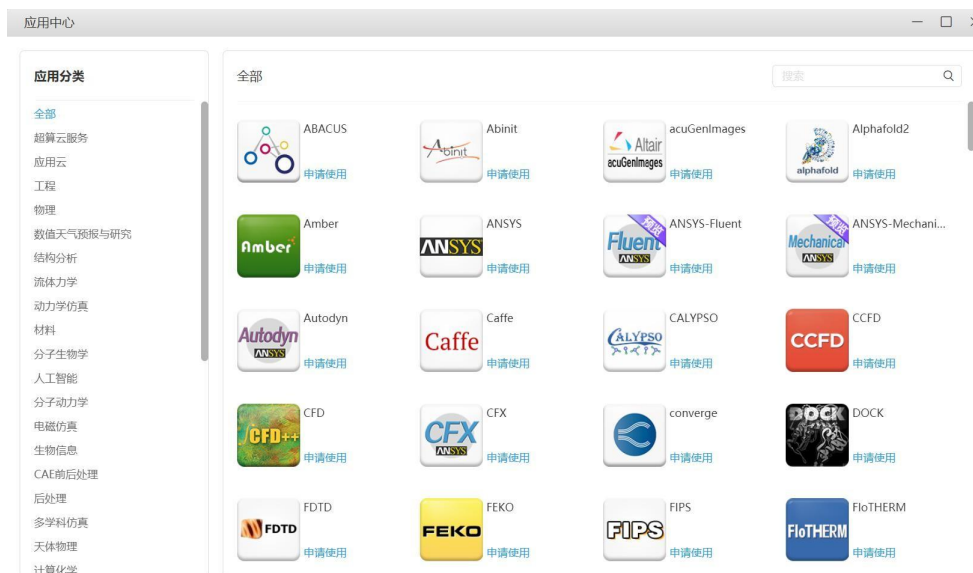 应用中心
应用分类
全部
超算云服务
应用云
工程
物理
数值天气预报与研究
结构分析
流体力学
动力学仿真
材料
分子生物学
人工智能
分子动力学
电磁仿真
生物信息
CAE前后处理
后处理
多学科仿真
天体物理
计算化学
全部
搜索
ABACUS
申请使用
Abinit
Abinit
申请使用
Altair
acuGenImages
acuGenImages
申请使用
alphafold
Alphafold2
申请使用
Amber
Amber
申请使用
ANSYS
ANSYS
申请使用
预览
Fluent
ANSYS
ANSYS-Fluent
申请使用
预览
Mechanical
ANSYS
ANSYS-Mechani...
申请使用
Autodyn
ANSYS
Autodyn
申请使用
Caffe
Caffe
申请使用
CALYPSO
CALYPSO
申请使用
CCFD
CCFD
申请使用
CFD++
CFD
申请使用
CFX
ANSYS
CFX
申请使用
converge
申请使用
DOCK
DOCK
申请使用
FDTD
FDTD
申请使用
FEKO
FEKO
申请使用
FIPS
FIPS
申请使用
FloTHERM
FloTHERM
申请使用